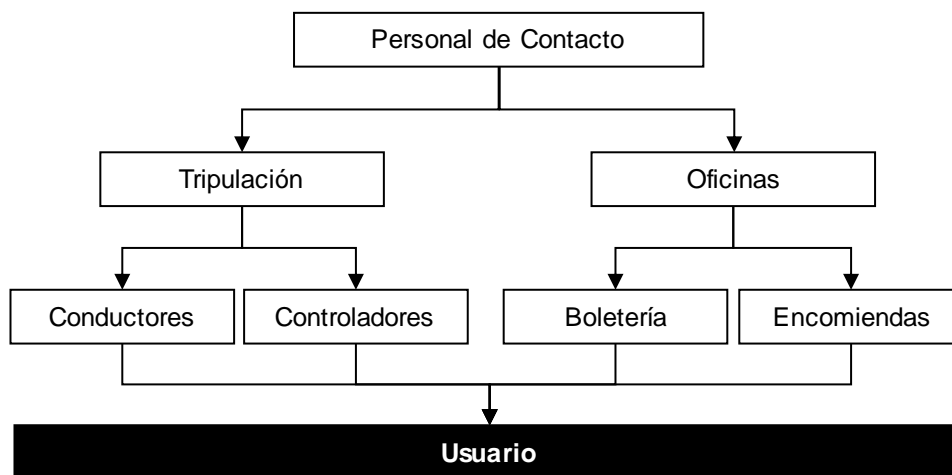 Personal de Contacto
Tripulación
Oficinas
Conductores
Controladores
Boletería
Encomiendas
Usuario